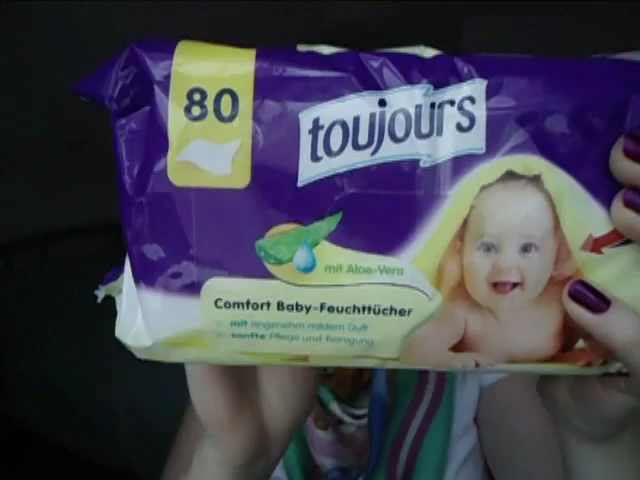 80
toujours
mit Aloe-Vera
Comfort Baby-Feuchttücher
mit angenehm mildem Duft
sanfte Pflege und Reinigung